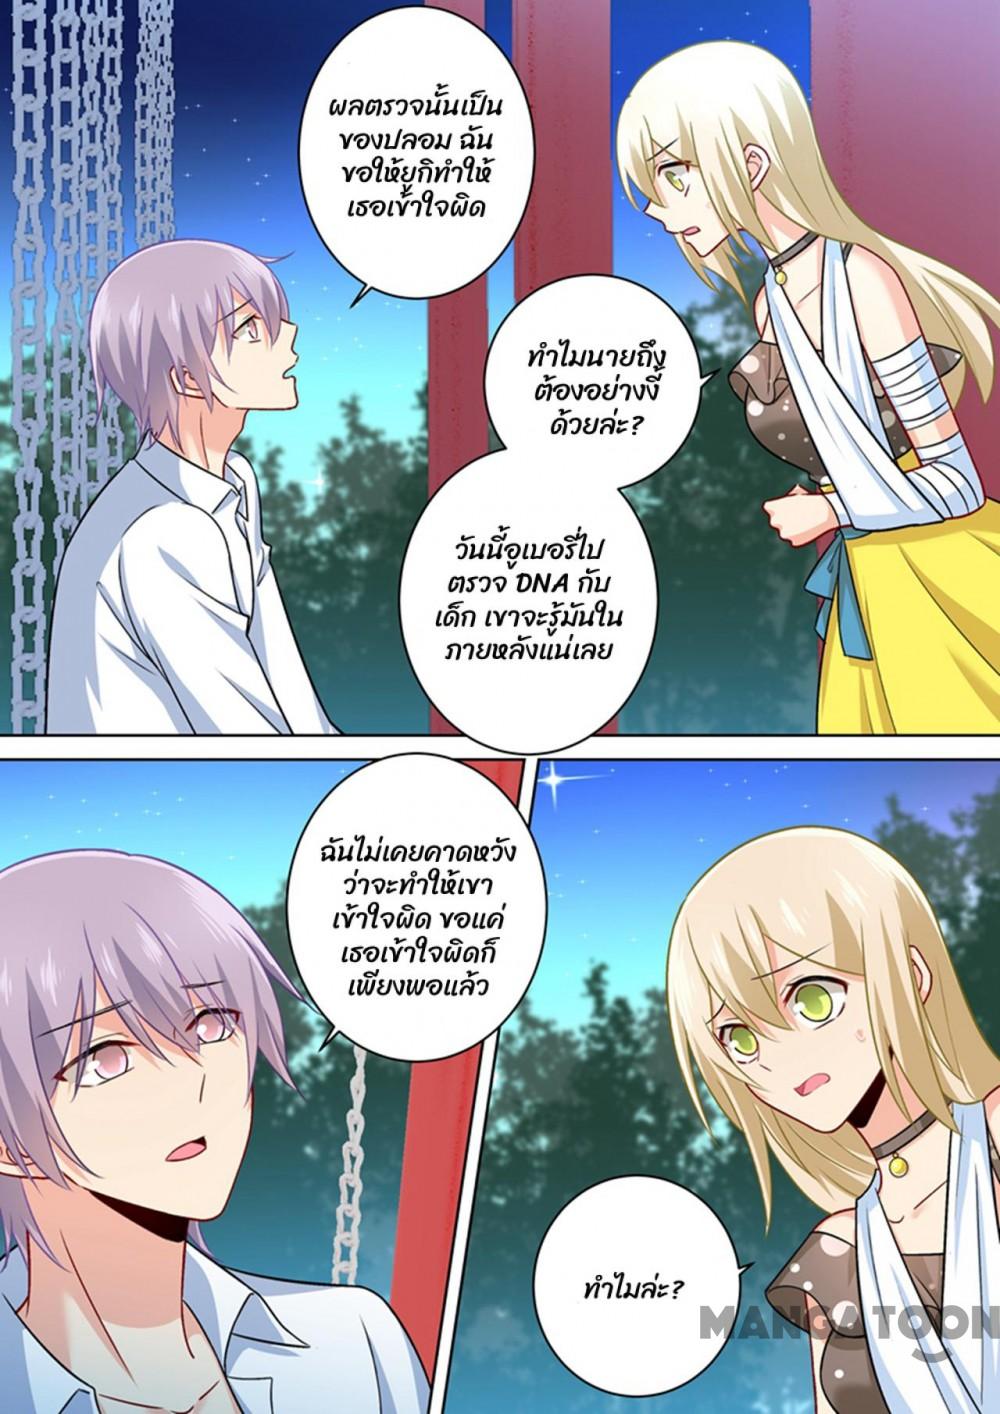 ผลตรวจนั้นเป็น
ของปลอม ฉัน
ขอให้ยูกิทำให้
เธอเข้าใจผิด
ทำไมนายถึง
ต้องอย่างงี้
ด้วยล่ะ?
วันนี้อูเบอรี่ไป
ตรวจ DNA กับ
เด็ก เขาจะรู้มันใน
ภายหลังแน่เลย
ฉันไม่เคยคาดหวัง
ว่าจะทำให้เขา
เข้าใจผิด ขอแค่
เธอเข้าใจผิดก็
เพียงพอแล้ว
ทำไมล่ะ?
MANGATOON